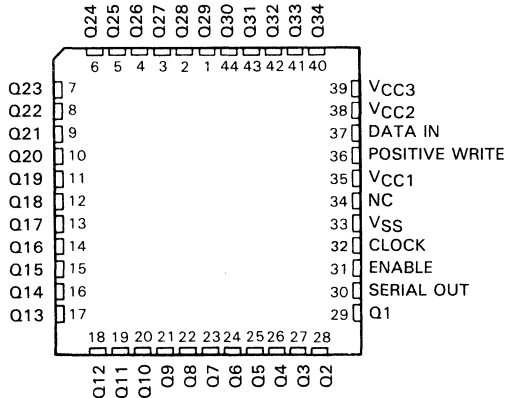 Q24 Q25 Q26 Q27 Q28 Q29 Q30 Q31 Q32 Q33 Q34
6 5 4 3 2 1 44 43 42 41 40
Q23 7 39 VCC3
Q22 8 38 VCC2
Q21 9 37 DATA IN
Q20 10 36 POSITIVE WRITE
Q19 11 35 VCC1
Q18 12 34 NC
Q17 13 33 VSS
Q16 14 32 CLOCK
Q15 15 31 ENABLE
Q14 16 30 SERIAL OUT
Q13 17 29 Q1
18 19 20 21 22 23 24 25 26 27 28
Q12 Q11 Q10 Q9 Q8 Q7 Q6 Q5 Q4 Q3 Q2